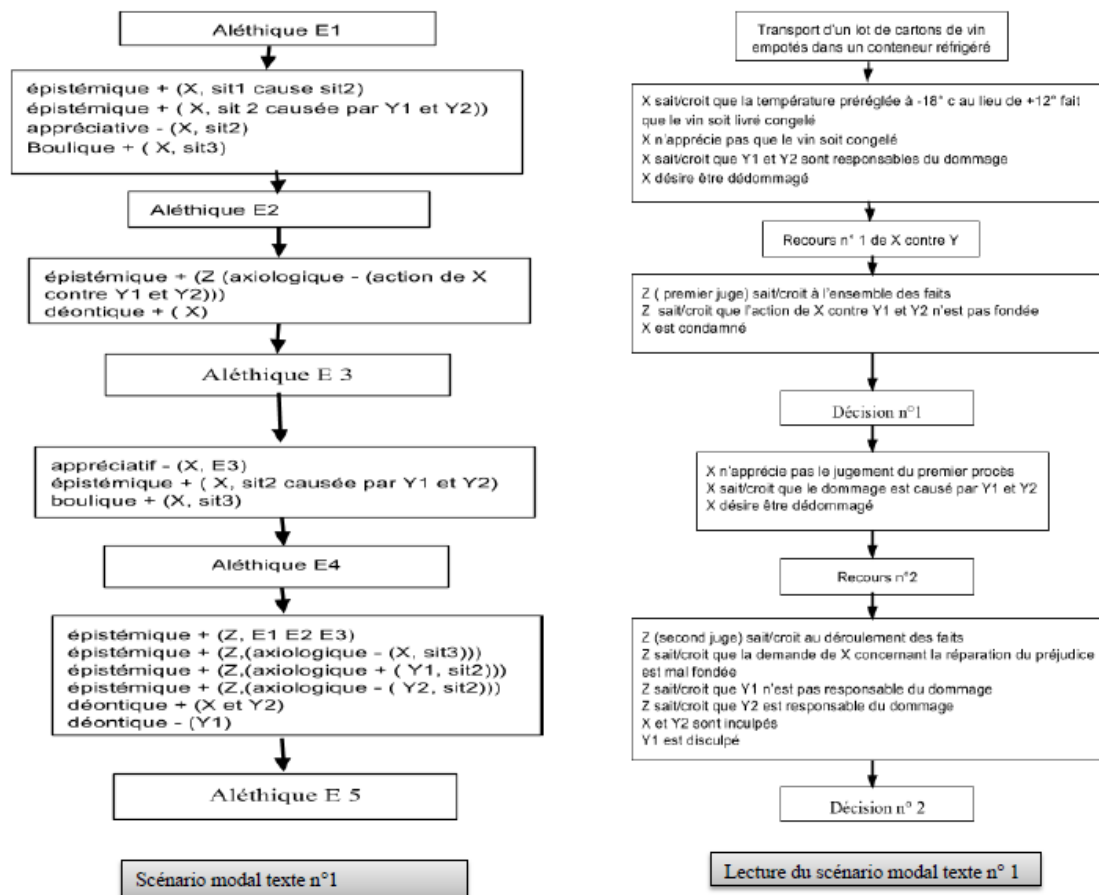 Aléthique E1
épistémique + (X, sit1 cause sit2)
épistémique + ( X, sit 2 causée par Y1 et Y2))
appréciative - (X, sit2)
Boulique + ( X, sit3)
Aléthique E2
épistémique + (Z (axiologique - (action de X
contre Y1 et Y2)))
déontique + ( X)
Aléthique E 3
appréciatif - (X, E3)
épistémique + ( X, sit2 causée par Y1 et Y2)
boulique + (X, sit3)
Aléthique E4
épistémique + (Z, E1 E2 E3)
épistémique + (Z,(axiologique - (X, sit3)))
épistémique + (Z,(axiologique + ( Y1, sit2)))
épistémique + (Z,(axiologique - ( Y2, sit2)))
déontique + (X et Y2)
déontique - (Y1)
Aléthique E 5
Scénario modal texte n°1
Transport d'un lot de cartons de vin
empotés dans un conteneur réfrigéré
X sait/croit que la température préréglée à -18° c au lieu de +12° fait
que le vin soit livré congelé
X n'apprécie pas que le vin soit congelé
X sait/croit que Y1 et Y2 sont responsables du dommage
X désire être dédommagé
Recours n° 1 de X contre Y
Z ( premier juge) sait/croit à l'ensemble des faits
Z sait/croit que l'action de X contre Y1 et Y2 n'est pas fondée
X est condamné
Décision n°1
X n'apprécie pas le jugement du premier procès
X sait/croit que le dommage est causé par Y1 et Y2
X désire être dédommagé
Recours n°2
Z (second juge) sait/croit au déroulement des faits
Z sait/croit que la demande de X concernant la réparation du préjudice
est mal fondée
Z sait/croit que Y1 n'est pas responsable du dommage
Z sait/croit que Y2 est responsable du dommage
X et Y2 sont inculpés
Y1 est disculpé
Décision n° 2
Lecture du scénario modal texte n° 1